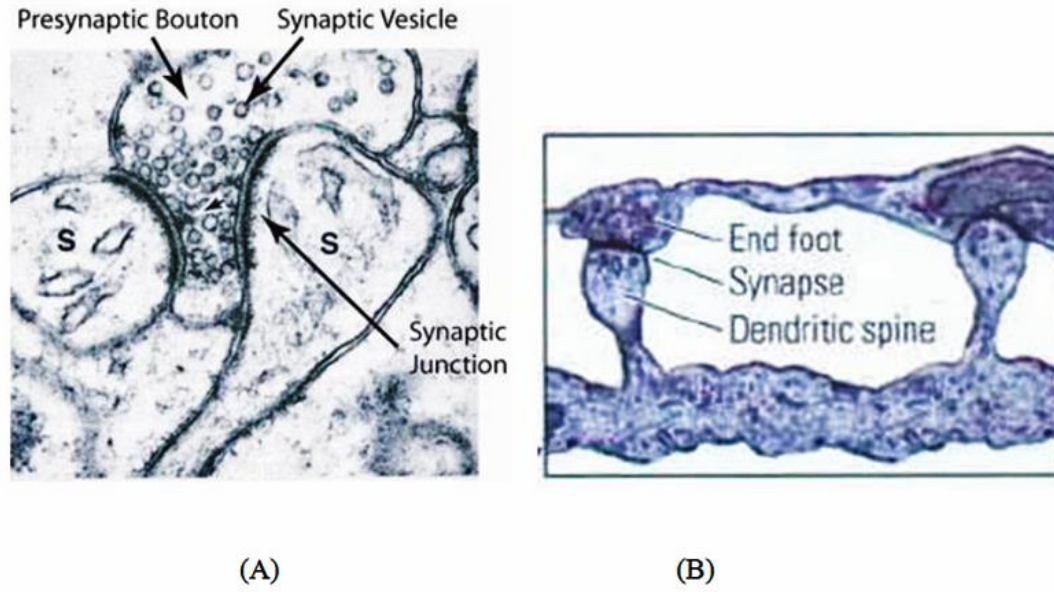 Presynaptic Bouton
Synaptic Vesicle
S
S
Synaptic
Junction
End foot
Synapse
Dendritic spine
(A)
(B)